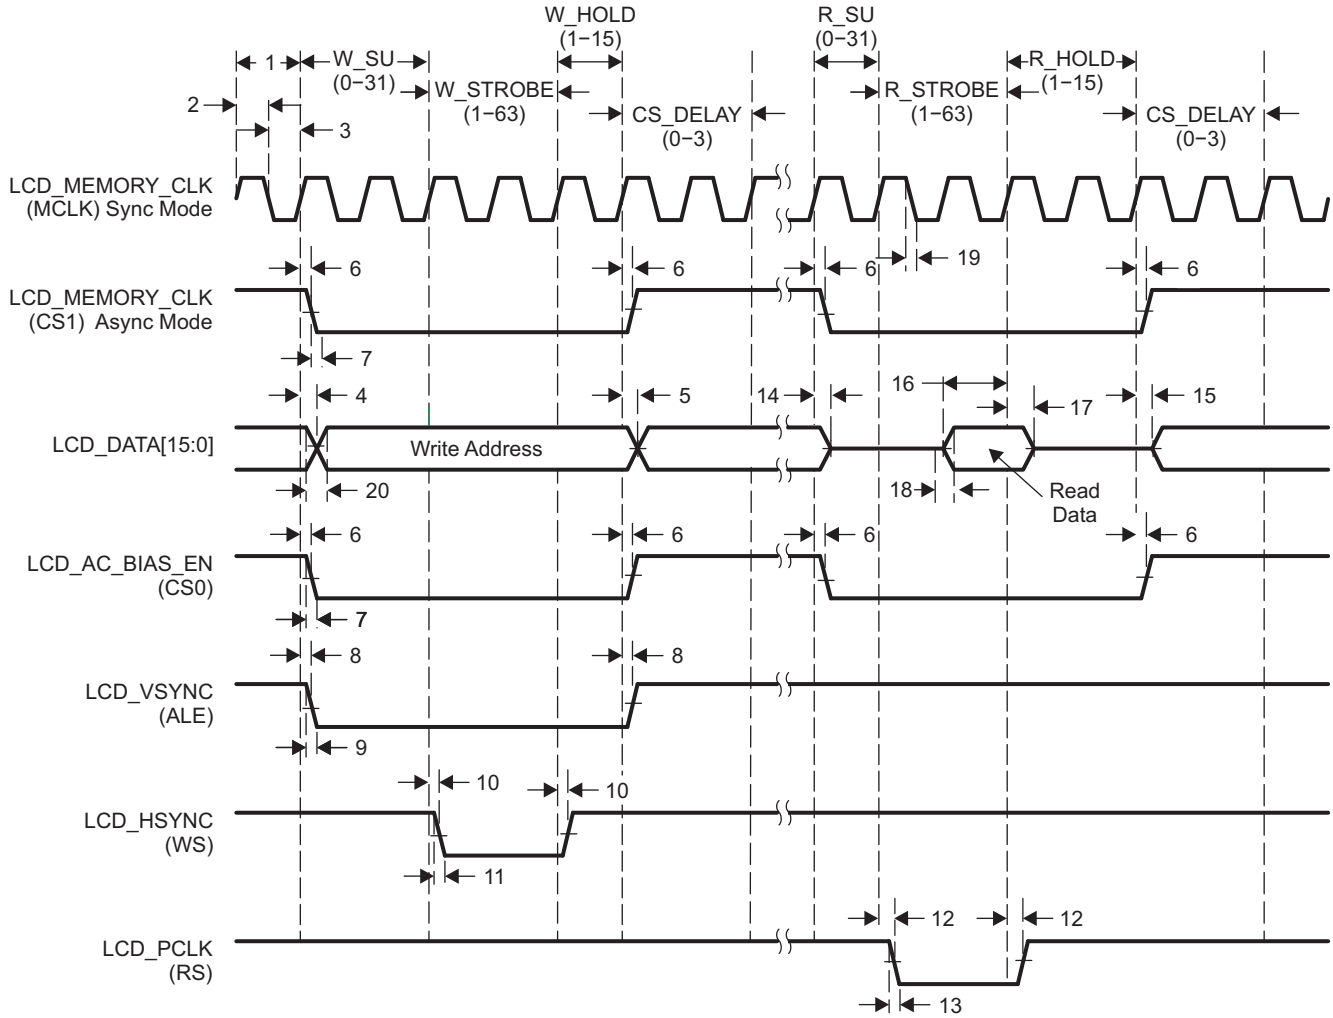 W_HOLD
(1−15)
R_SU
(0−31)
1
W_SU
(0−31)
R_HOLD
(1−15)
2
3
W_STROBE
(1−63)
CS_DELAY
(0−3)
R_STROBE
(1−63)
CS_DELAY
(0−3)
LCD_MEMORY_CLK
(MCLK) Sync Mode
19
6
6
6
6
LCD_MEMORY_CLK
(CS1) Async Mode
7
4
5
14
16
17
15
LCD_DATA[15:0]
Write Address
20
18
Read
Data
6
6
6
6
LCD_AC_BIAS_EN
(CS0)
7
8
8
LCD_VSYNC
(ALE)
9
10
10
LCD_HSYNC
(WS)
11
12
12
LCD_PCLK
(RS)
13